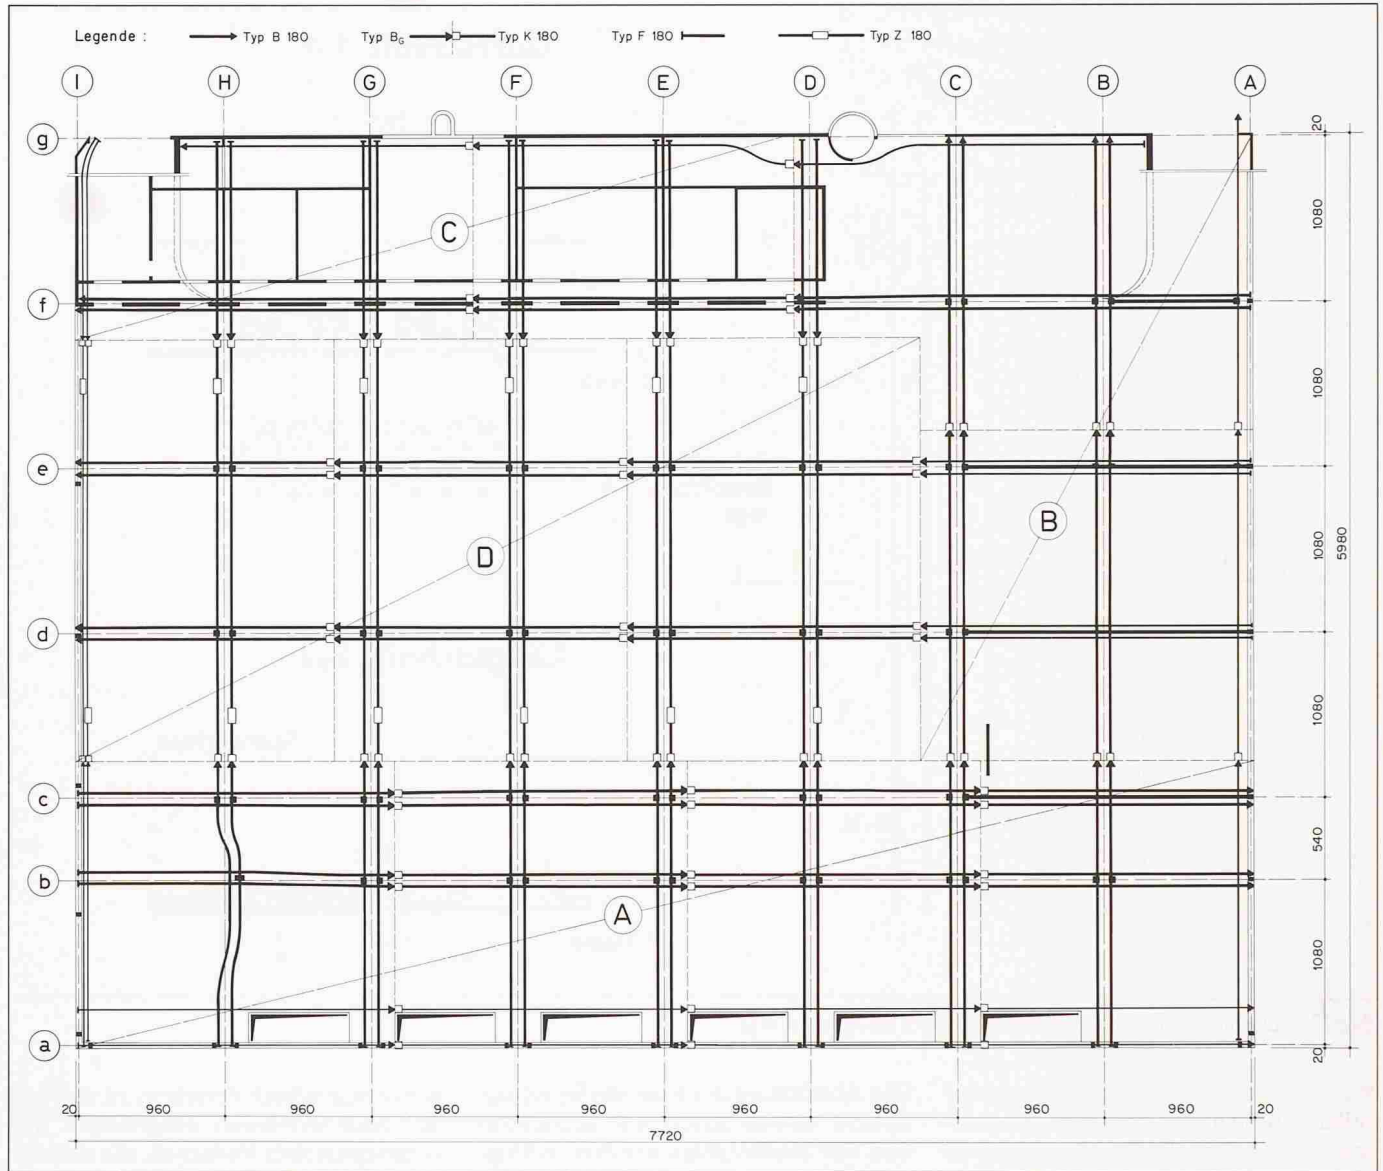 Legende : Typ B 180 Typ B_G Typ K 180 Typ F 180 Typ Z 180
I H G F E D C B A
g
20
1080
C
f
1080
e
B
D
1080
5980
d
1080
c
540
b
A
1080
a
20
20 960 960 960 960 960 960 960 960 20
7720